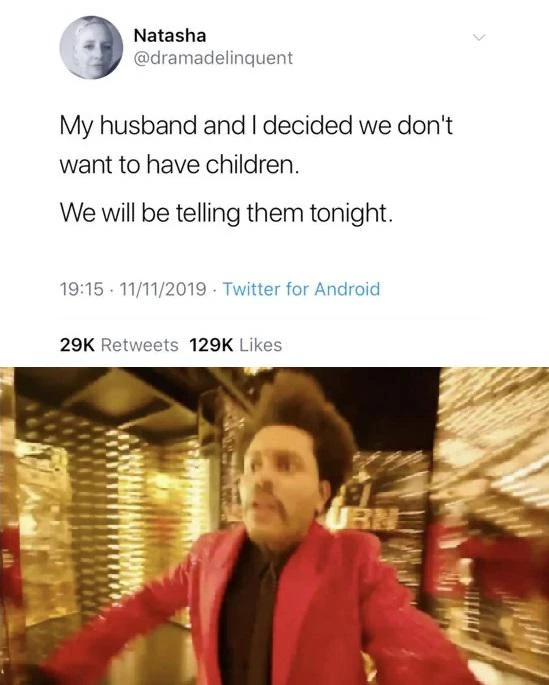 Natasha
@dramadelinquent
My husband and I decided we don't
want to have children.
We will be telling them tonight.
19:15 · 11/11/2019 · Twitter for Android
29K Retweets 129K Likes